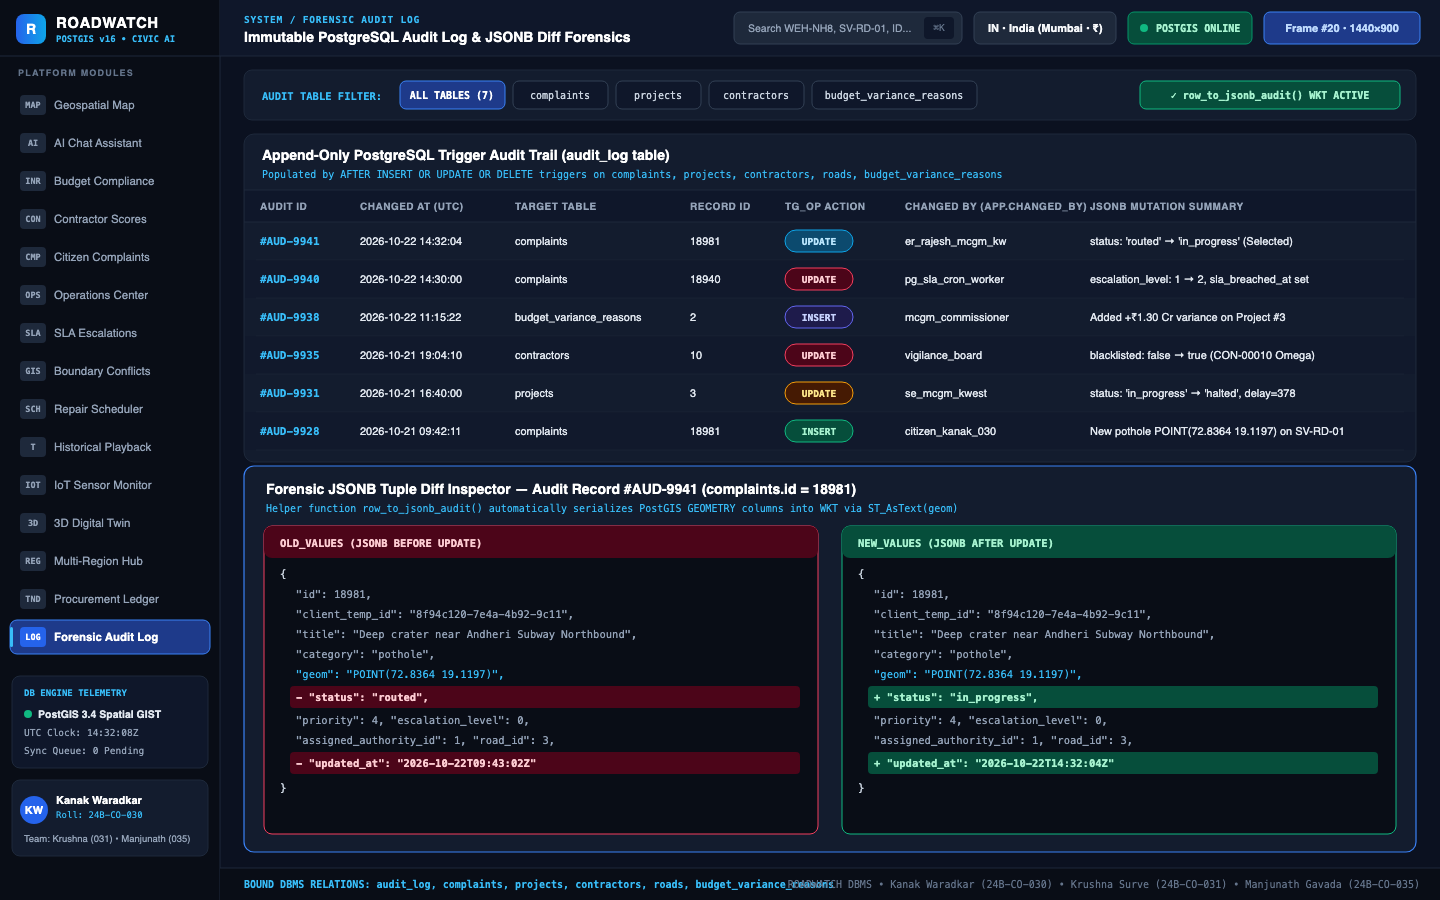 R ROADWATCH
POSTGIS v16 • CIVIC AI
PLATFORM MODULES
MAP Geospatial Map
AI AI Chat Assistant
INR Budget Compliance
CON Contractor Scores
CMP Citizen Complaints
OPS Operations Center
SLA SLA Escalations
GIS Boundary Conflicts
SCH Repair Scheduler
T Historical Playback
IOT IoT Sensor Monitor
3D 3D Digital Twin
REG Multi-Region Hub
TND Procurement Ledger
LOG Forensic Audit Log
DB ENGINE TELEMETRY
PostGIS 3.4 Spatial GIST
UTC Clock: 14:32:08Z
Sync Queue: 0 Pending
KW Kanak Waradkar
Roll: 24B-CO-030
Team: Krushna (031) • Manjunath (035)
SYSTEM / FORENSIC AUDIT LOG
Immutable PostgreSQL Audit Log & JSONB Diff Forensics
Search WEH-NH8, SV-RD-01, ID... ⌘K
IN • India (Mumbai • ₹)
POSTGIS ONLINE
Frame #20 • 1440×900
AUDIT TABLE FILTER: ALL TABLES (7) complaints projects contractors budget_variance_reasons ✓ row_to_jsonb_audit() WKT ACTIVE
Append-Only PostgreSQL Trigger Audit Trail (audit_log table)
Populated by AFTER INSERT OR UPDATE OR DELETE triggers on complaints, projects, contractors, roads, budget_variance_reasons
AUDIT ID CHANGED AT (UTC) TARGET TABLE RECORD ID TG_OP ACTION CHANGED BY (APP.CHANGED_BY) JSONB MUTATION SUMMARY
#AUD-9941 2026-10-22 14:32:04 complaints 18981 UPDATE er_rajesh_mcgm_kw status: 'routed' → 'in_progress' (Selected)
#AUD-9940 2026-10-22 14:30:00 complaints 18940 UPDATE pg_sla_cron_worker escalation_level: 1 → 2, sla_breached_at set
#AUD-9938 2026-10-22 11:15:22 budget_variance_reasons 2 INSERT mcgm_commissioner Added +₹1.30 Cr variance on Project #3
#AUD-9935 2026-10-21 19:04:10 contractors 10 UPDATE vigilance_board blacklisted: false → true (CON-00010 Omega)
#AUD-9931 2026-10-21 16:40:00 projects 3 UPDATE se_mcgm_kwest status: 'in_progress' → 'halted', delay=378
#AUD-9928 2026-10-21 09:42:11 complaints 18981 INSERT citizen_kanak_030 New pothole POINT(72.8364 19.1197) on SV-RD-01
Forensic JSONB Tuple Diff Inspector — Audit Record #AUD-9941 (complaints.id = 18981)
Helper function row_to_jsonb_audit() automatically serializes PostGIS GEOMETRY columns into WKT via ST_AsText(geom)
OLD_VALUES (JSONB BEFORE UPDATE)
{
"id": 18981,
"client_temp_id": "8f94c120-7e4a-4b92-9c11",
"title": "Deep crater near Andheri Subway Northbound",
"category": "pothole",
"geom": "POINT(72.8364 19.1197)",
− "status": "routed",
"priority": 4, "escalation_level": 0,
"assigned_authority_id": 1, "road_id": 3,
− "updated_at": "2026-10-22T09:43:02Z"
}
NEW_VALUES (JSONB AFTER UPDATE)
{
"id": 18981,
"client_temp_id": "8f94c120-7e4a-4b92-9c11",
"title": "Deep crater near Andheri Subway Northbound",
"category": "pothole",
"geom": "POINT(72.8364 19.1197)",
+ "status": "in_progress",
"priority": 4, "escalation_level": 0,
"assigned_authority_id": 1, "road_id": 3,
+ "updated_at": "2026-10-22T14:32:04Z"
}
BOUND DBMS RELATIONS: audit_log, complaints, projects, contractors, roads, budget_variance_reasons
ROADWATCH DBMS • Kanak Waradkar (24B-CO-030) • Krushna Surve (24B-CO-031) • Manjunath Gavada (24B-CO-035)